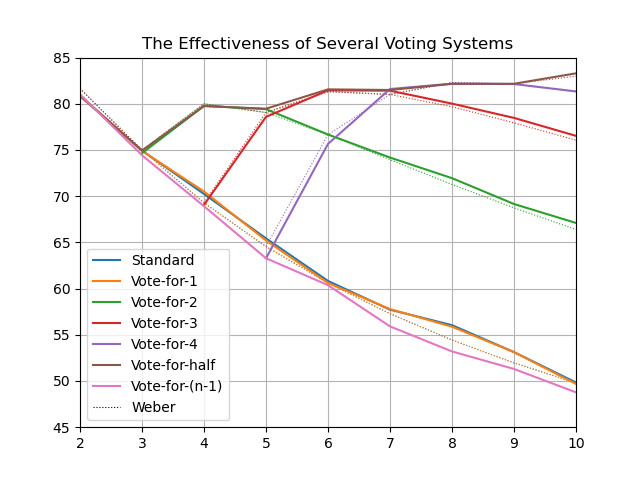 The Effectiveness of Several Voting Systems
85
80
75
70
65
60
55
50
45
Standard
Vote-for-1
Vote-for-2
Vote-for-3
Vote-for-4
Vote-for-half
Vote-for-(n-1)
Weber
2 3 4 5 6 7 8 9 10